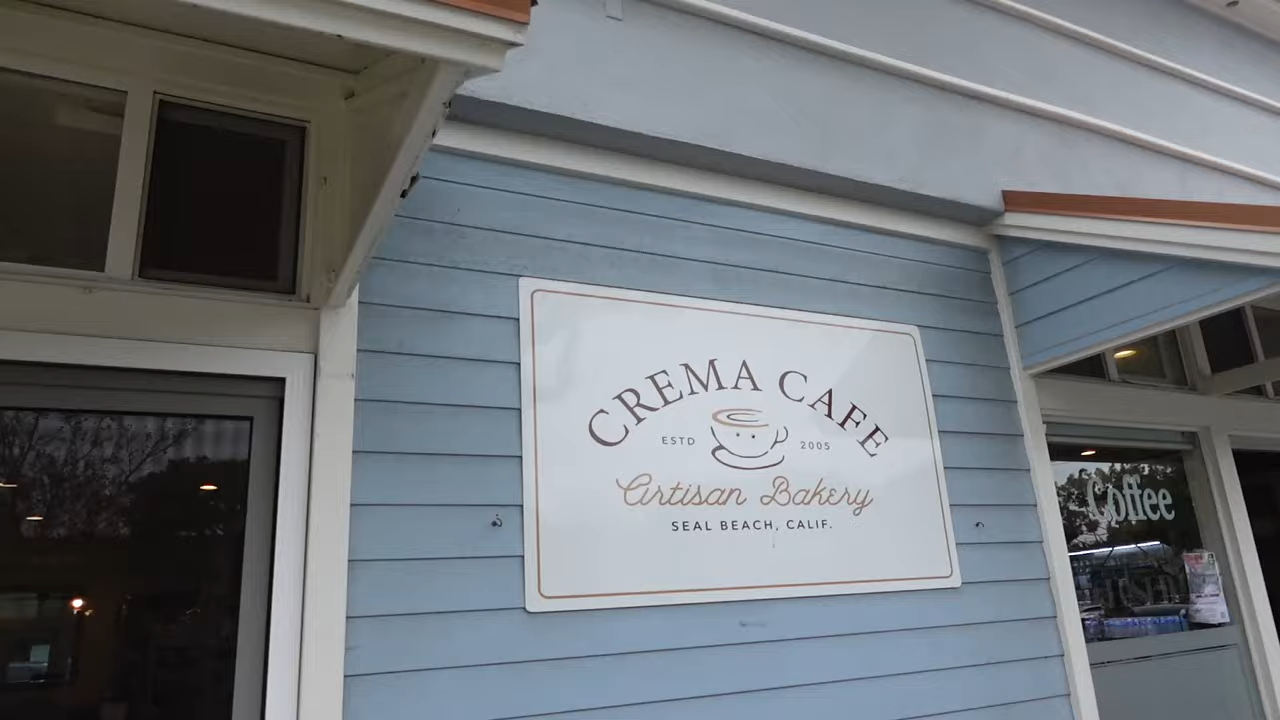 CREMA CAFE
ESTD 2005
Artisan Bakery
SEAL BEACH, CALIF.
Coffee